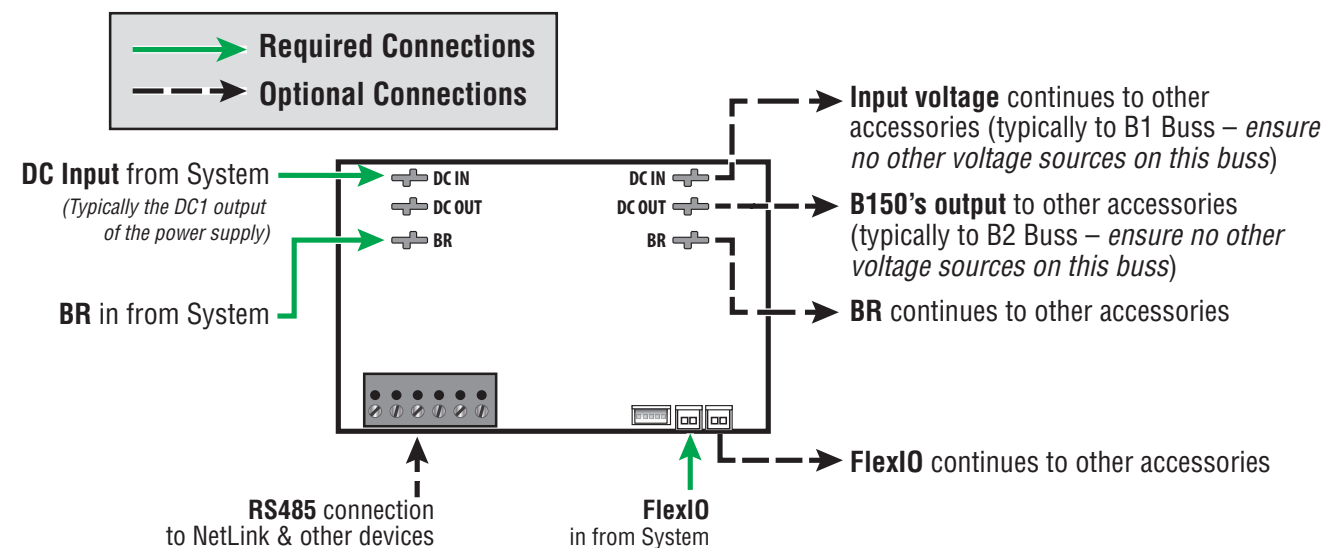 Required Connections
Optional Connections
DC Input from System
(Typically the DC1 output
of the power supply)
BR in from System
DC IN
DC OUT
BR
DC IN
DC OUT
BR
Input voltage continues to other
accessories (typically to B1 Buss – ensure
no other voltage sources on this buss)
B150’s output to other accessories
(typically to B2 Buss – ensure no other
voltage sources on this buss)
BR continues to other accessories
FlexIO continues to other accessories
RS485 connection
to NetLink & other devices
FlexIO
in from System